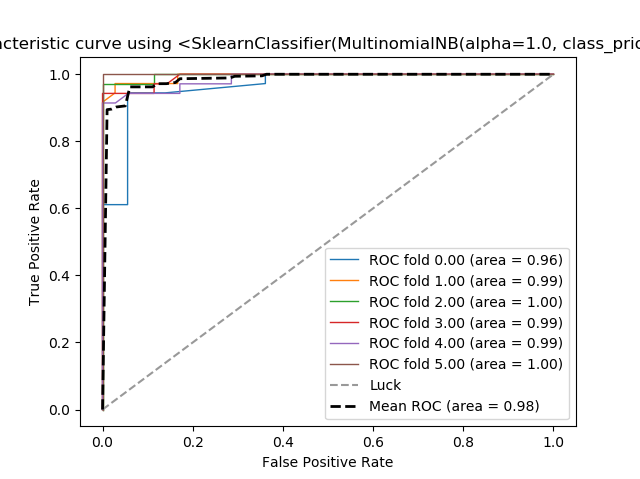 acteristic curve using <SklearnClassifier(MultinomialNB(alpha=1.0, class_prio
1.0
0.8
0.6
0.4
0.2
0.0
True Positive Rate
ROC fold 0.00 (area = 0.96)
ROC fold 1.00 (area = 0.99)
ROC fold 2.00 (area = 1.00)
ROC fold 3.00 (area = 0.99)
ROC fold 4.00 (area = 0.99)
ROC fold 5.00 (area = 1.00)
Luck
Mean ROC (area = 0.98)
0.0 0.2 0.4 0.6 0.8 1.0
False Positive Rate